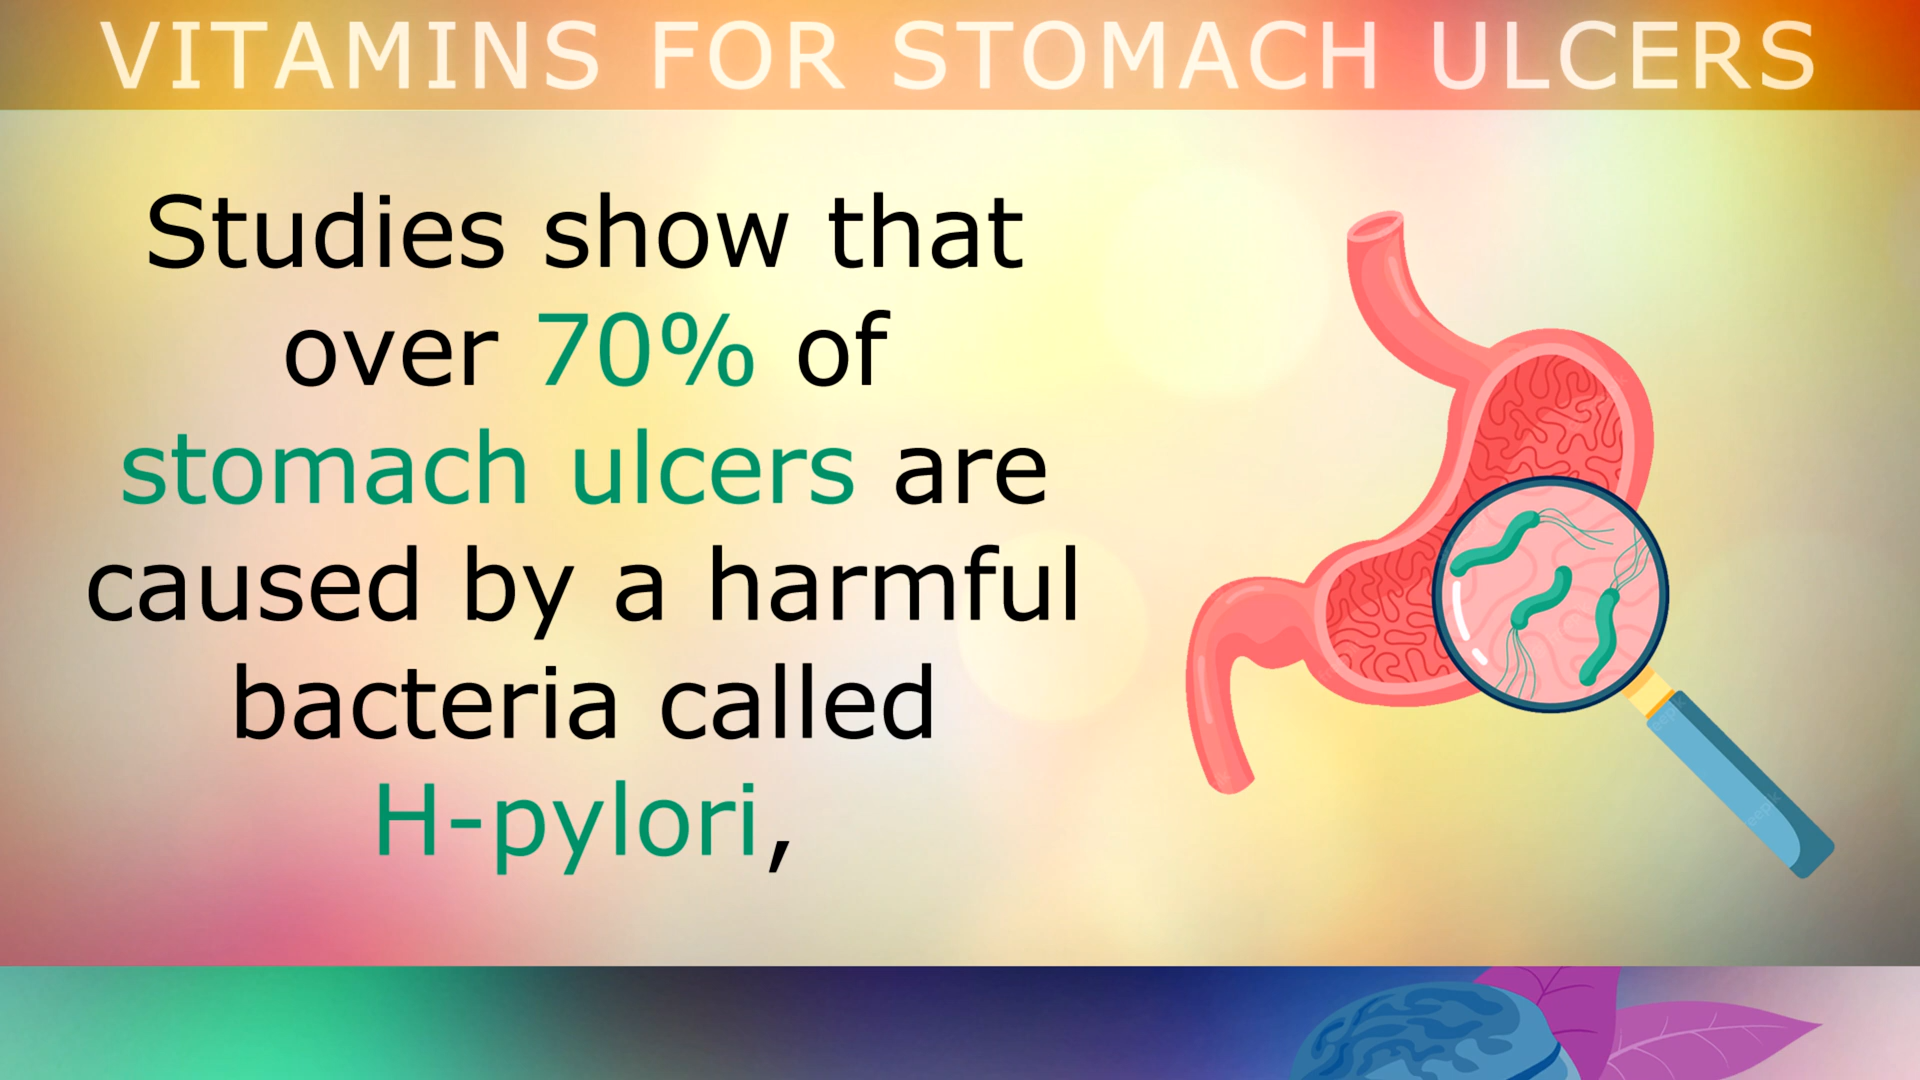 VITAMINS FOR STOMACH ULCERS
Studies show that
over 70% of
stomach ulcers are
caused by a harmful
bacteria called
H-pylori,